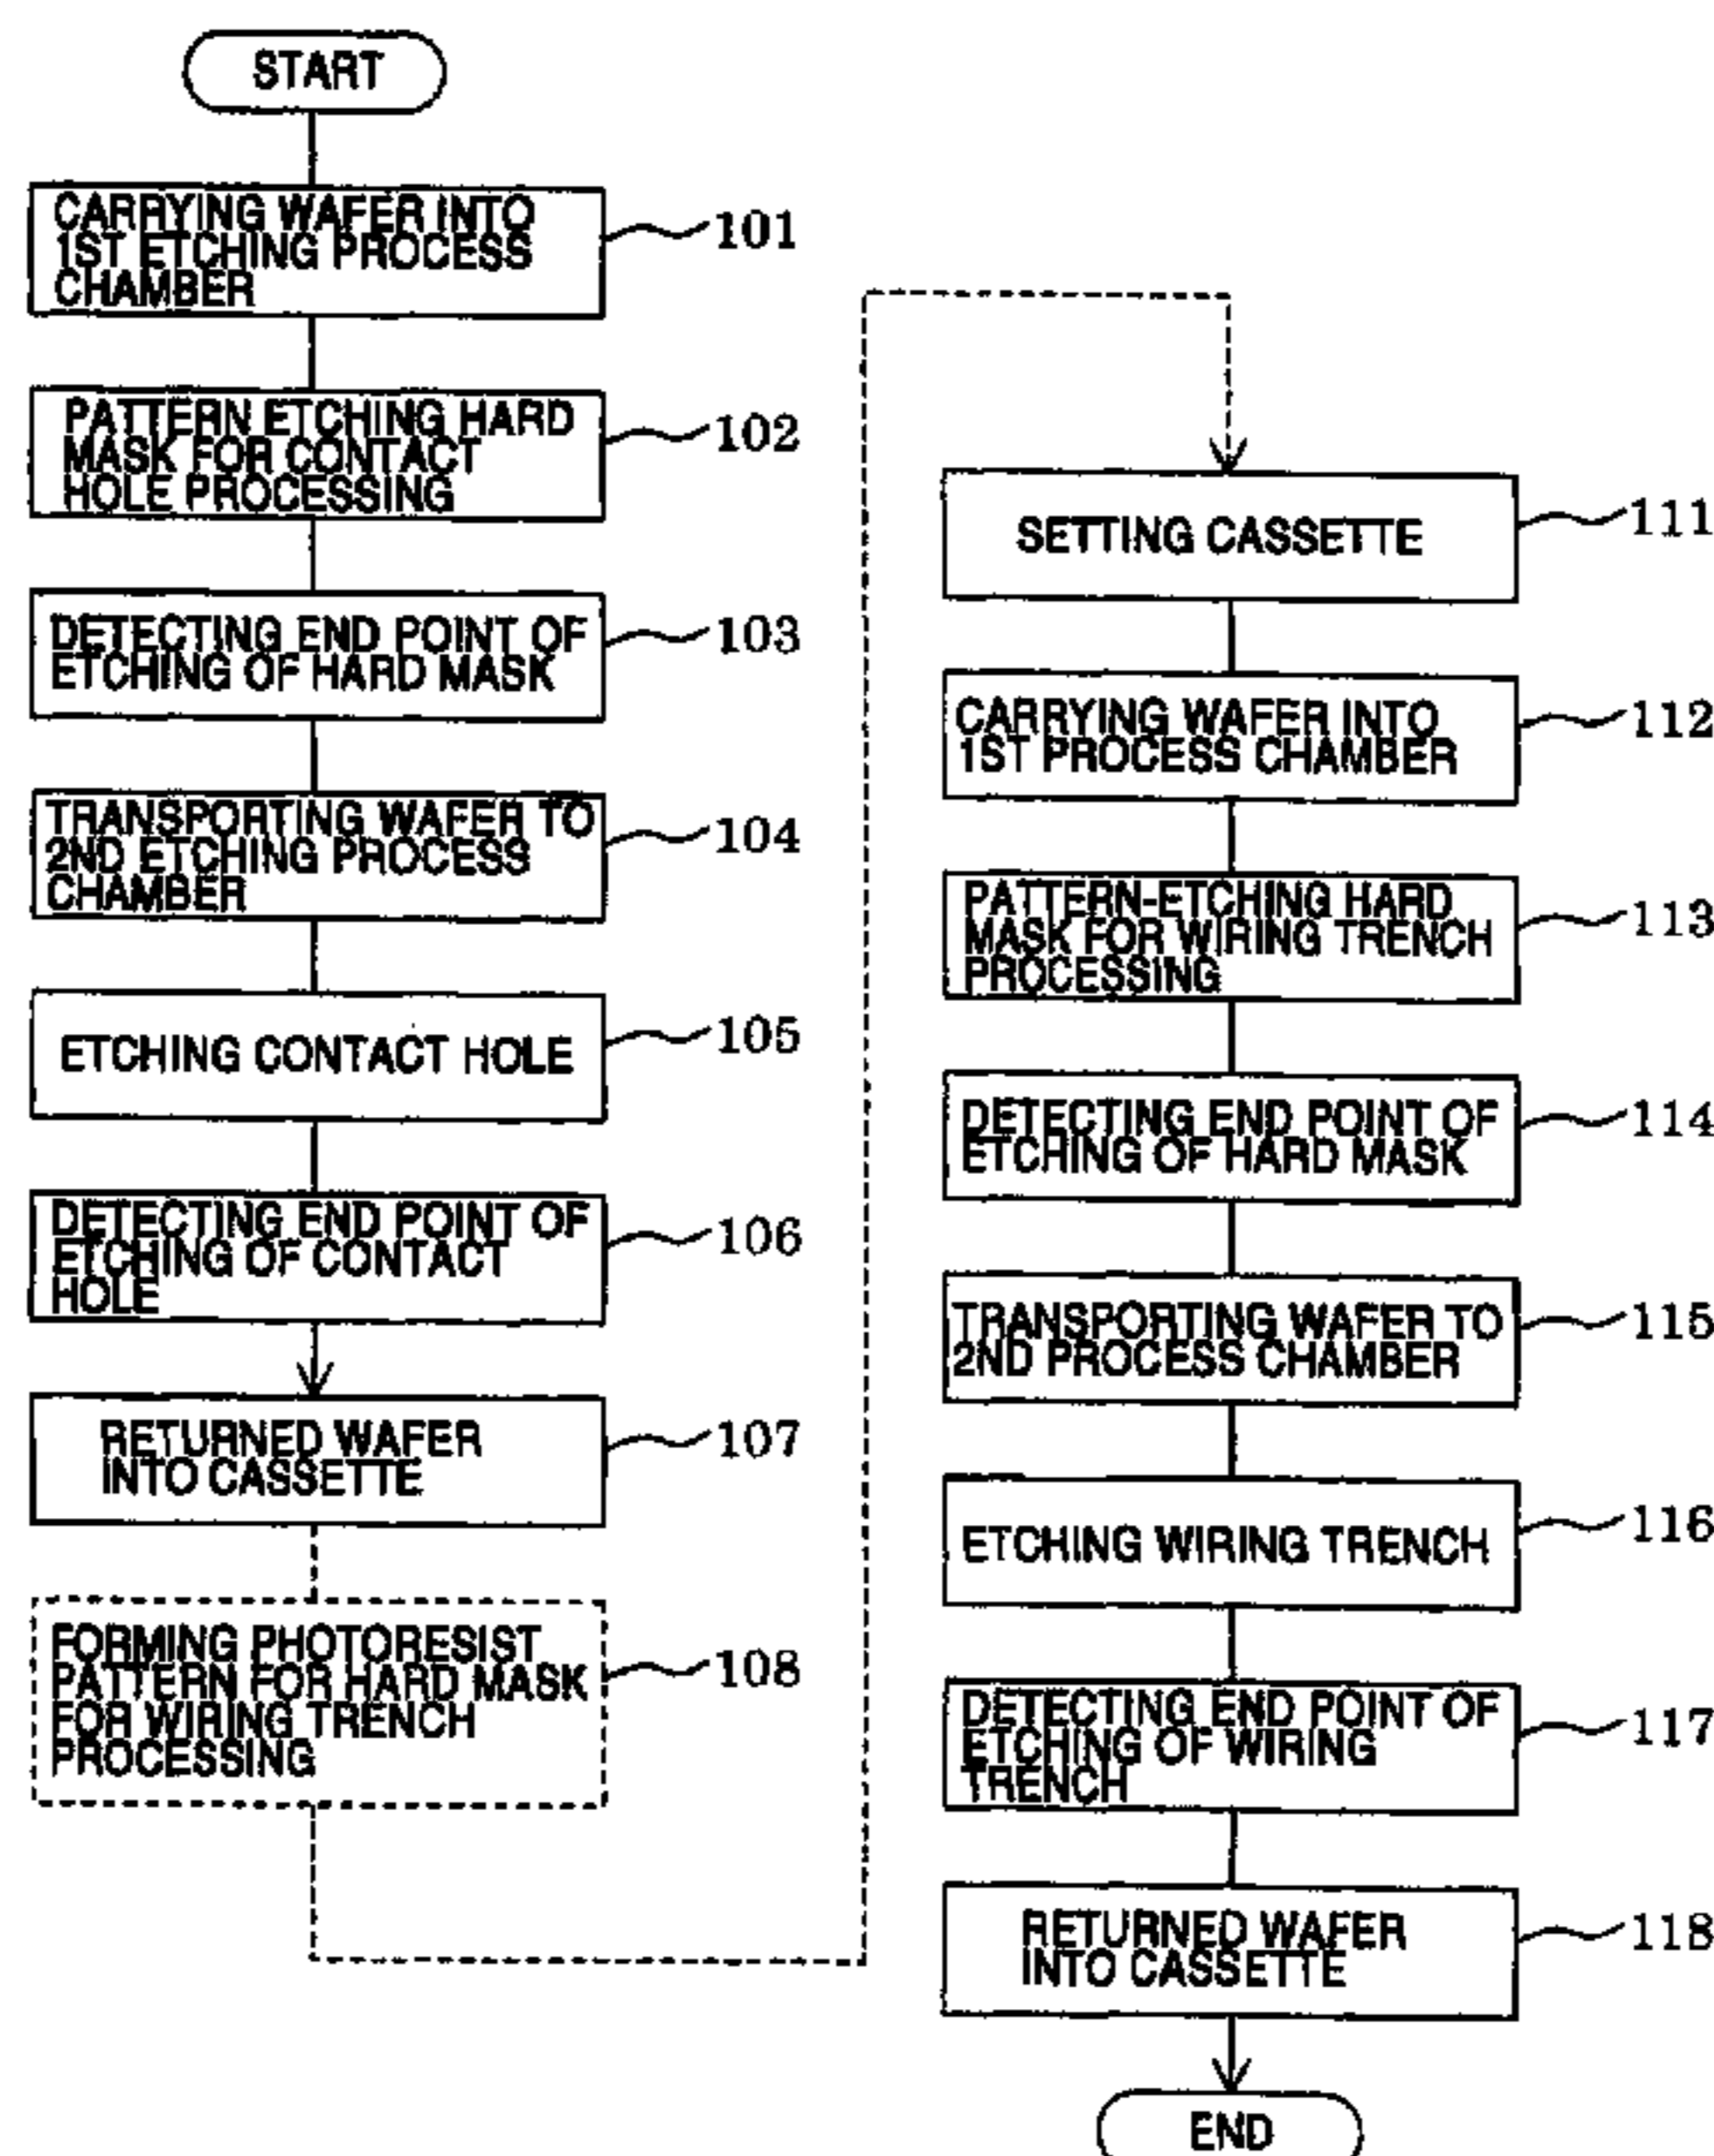 START
CARRYING WAFER INTO
1ST ETCHING PROCESS
CHAMBER
101
PATTERN ETCHING HARD
MASK FOR CONTACT
HOLE PROCESSING
102
DETECTING END POINT OF
ETCHING OF HARD MASK
103
TRANSPORTING WAFER TO
2ND ETCHING PROCESS
CHAMBER
104
ETCHING CONTACT HOLE
105
DETECTING END POINT OF
ETCHING OF CONTACT
HOLE
106
RETURNED WAFER
INTO CASSETTE
107
FORMING PHOTORESIST
PATTERN FOR HARD MASK
FOR WIRING TRENCH
PROCESSING
108
SETTING CASSETTE
111
CARRYING WAFER INTO
1ST PROCESS CHAMBER
112
PATTERN-ETCHING HARD
MASK FOR WIRING TRENCH
PROCESSING
113
DETECTING END POINT OF
ETCHING OF HARD MASK
114
TRANSPORTING WAFER TO
2ND PROCESS CHAMBER
115
ETCHING WIRING TRENCH
116
DETECTING END POINT OF
ETCHING OF WIRING
TRENCH
117
RETURNED WAFER
INTO CASSETTE
118
END